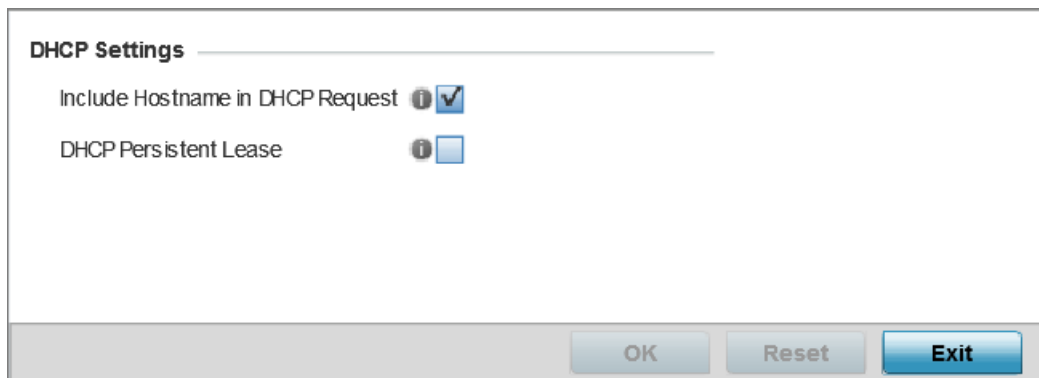 DHCP Settings
Include Hostname in DHCP Request
DHCP Persistent Lease
OK Reset Exit